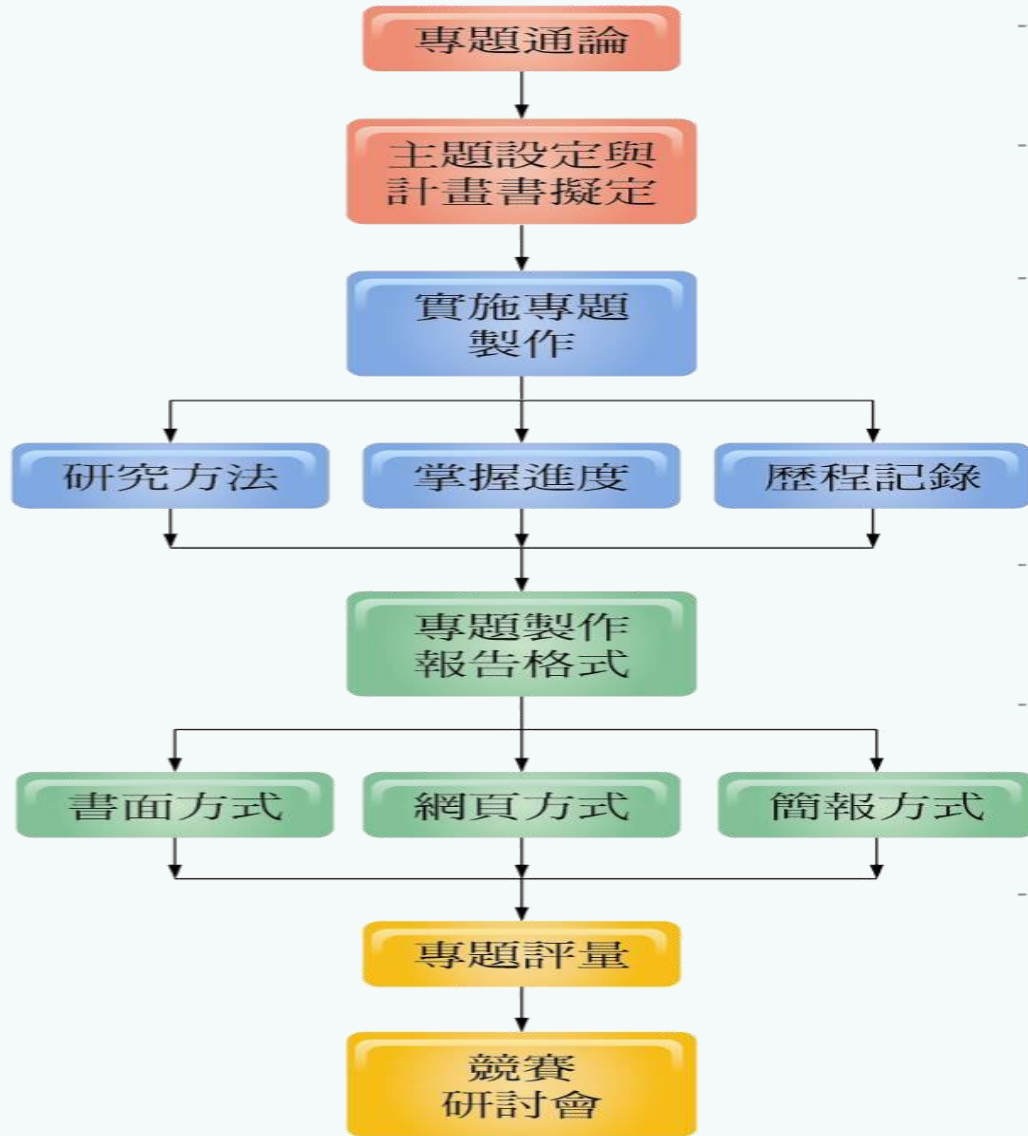 專題通論
主題設定與
計畫書擬定
實施專題
製作
研究方法
掌握進度
歷程記錄
專題製作
報告格式
書面方式
網頁方式
簡報方式
專題評量
競賽
研討會